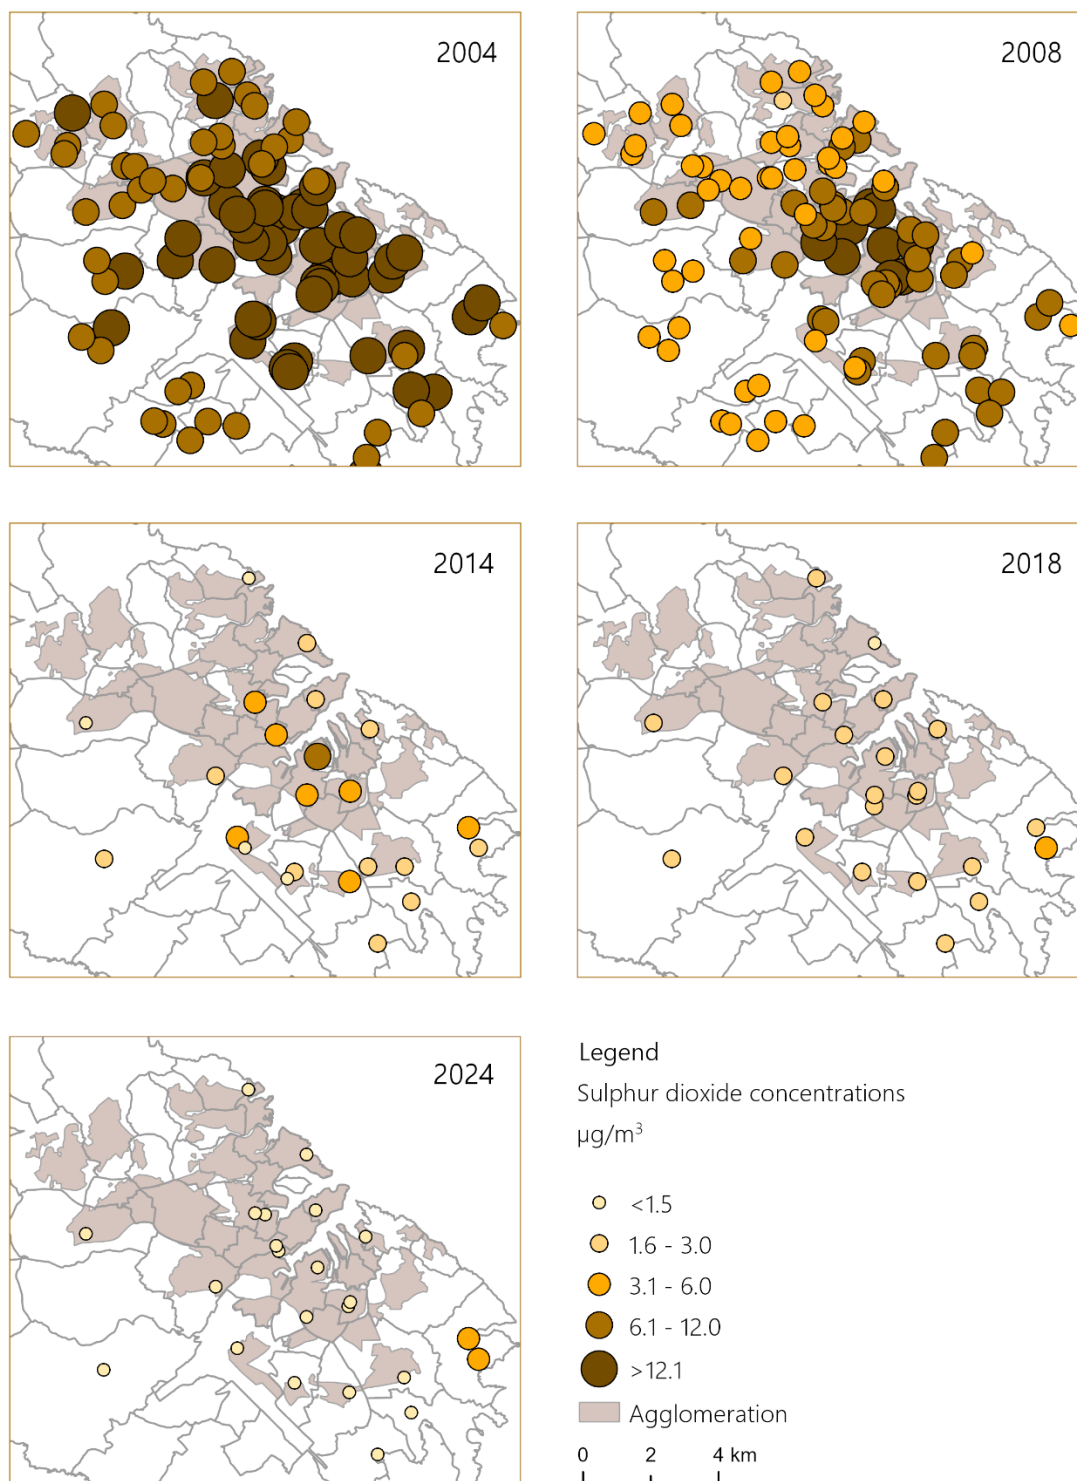 2004
2008
2014
2018
2024
Legend
Sulphur dioxide concentrations
µg/m³
<1.5
1.6 - 3.0
3.1 - 6.0
6.1 - 12.0
>12.1
Agglomeration
0 2 4 km